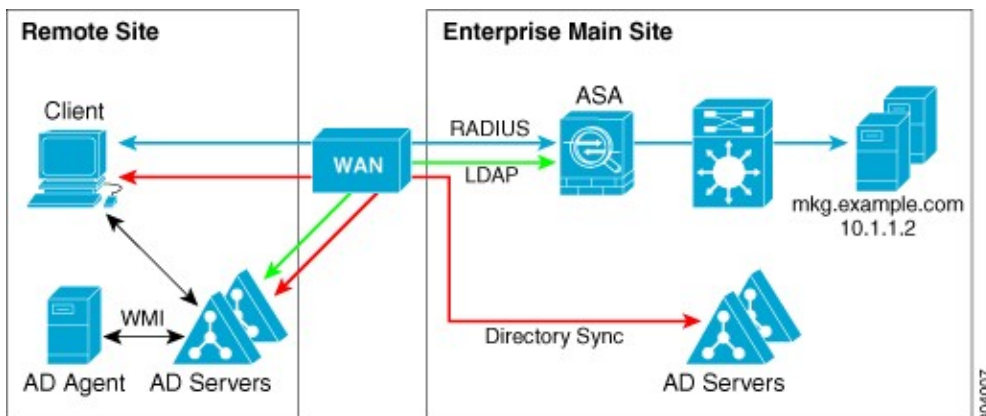 Remote Site
Enterprise Main Site
Client
ASA
RADIUS
WAN
LDAP
mkg.example.com
10.1.1.2
WMI
Directory Sync
AD Agent
AD Servers
AD Servers